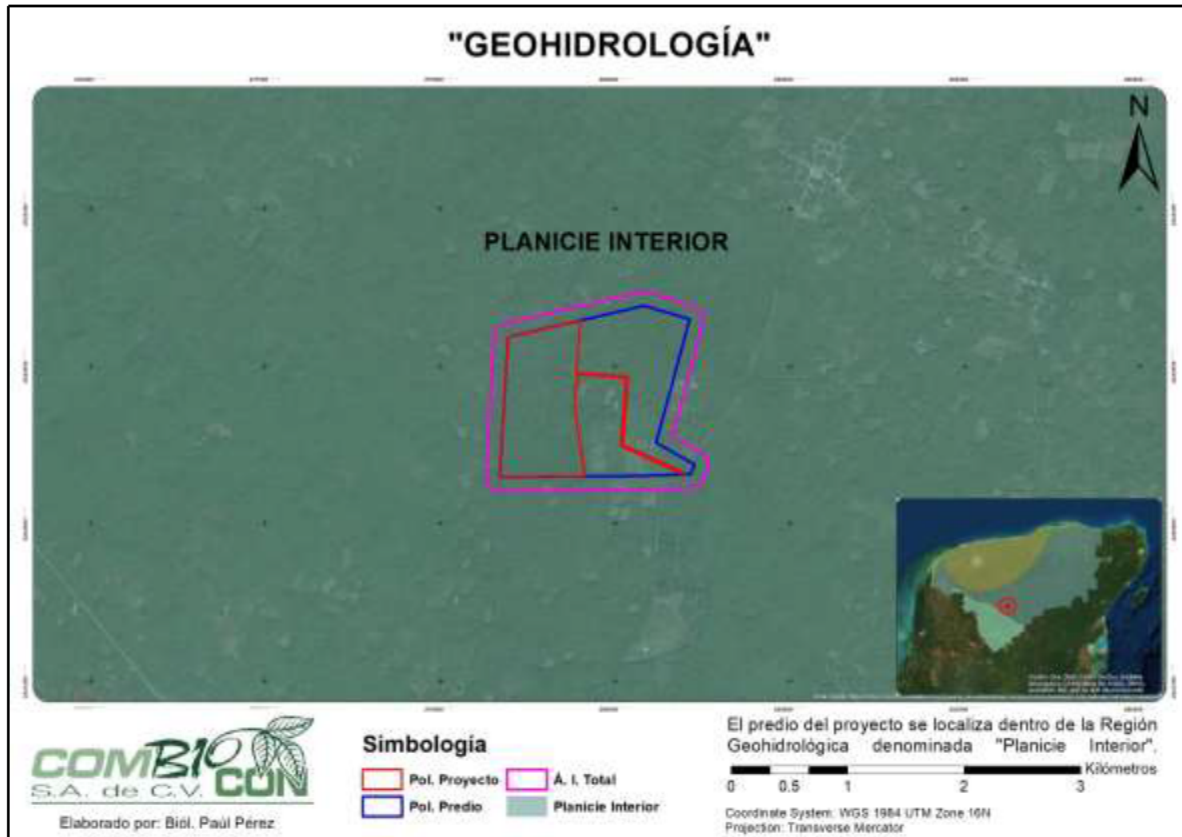 "GEOHIDROLOGÍA"
N
PLANICIE INTERIOR
COMBIOCON
S.A. de C.V.
Elaborado por: Biól. Paúl Pérez
Simbología
Pol. Proyecto
Á. I. Total
Pol. Predio
Planicie Interior
El predio del proyecto se localiza dentro de la Región
Geohidrológica denominada "Planicie Interior".
Kilómetros
0 0.5 1 2 3
Coordinate System: WGS 1984 UTM Zone 16N
Projection: Transverse Mercator